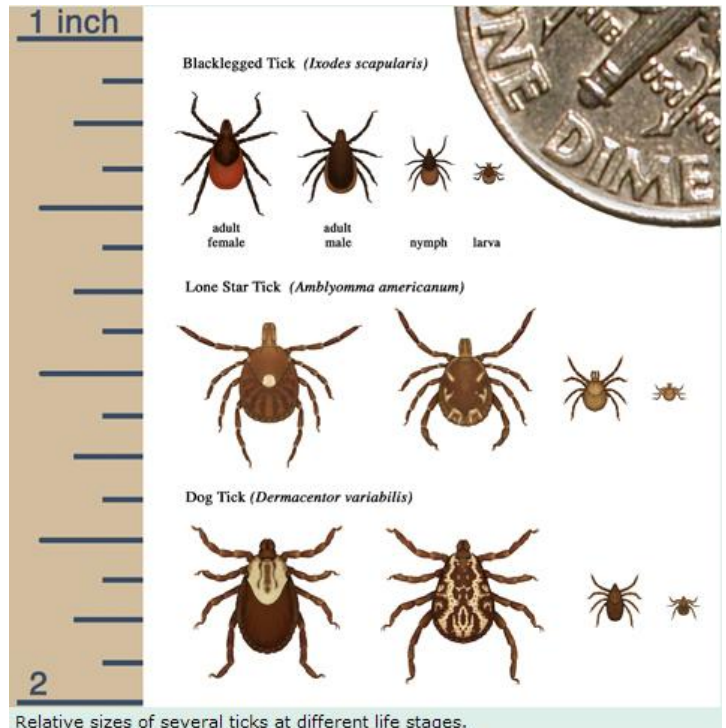 1 inch
Blacklegged Tick (Ixodes scapularis)
ONE DIME
adult female
adult male
nymph
larva
Lone Star Tick (Amblyomma americanum)
Dog Tick (Dermacentor variabilis)
2
Relative sizes of several ticks at different life stages.